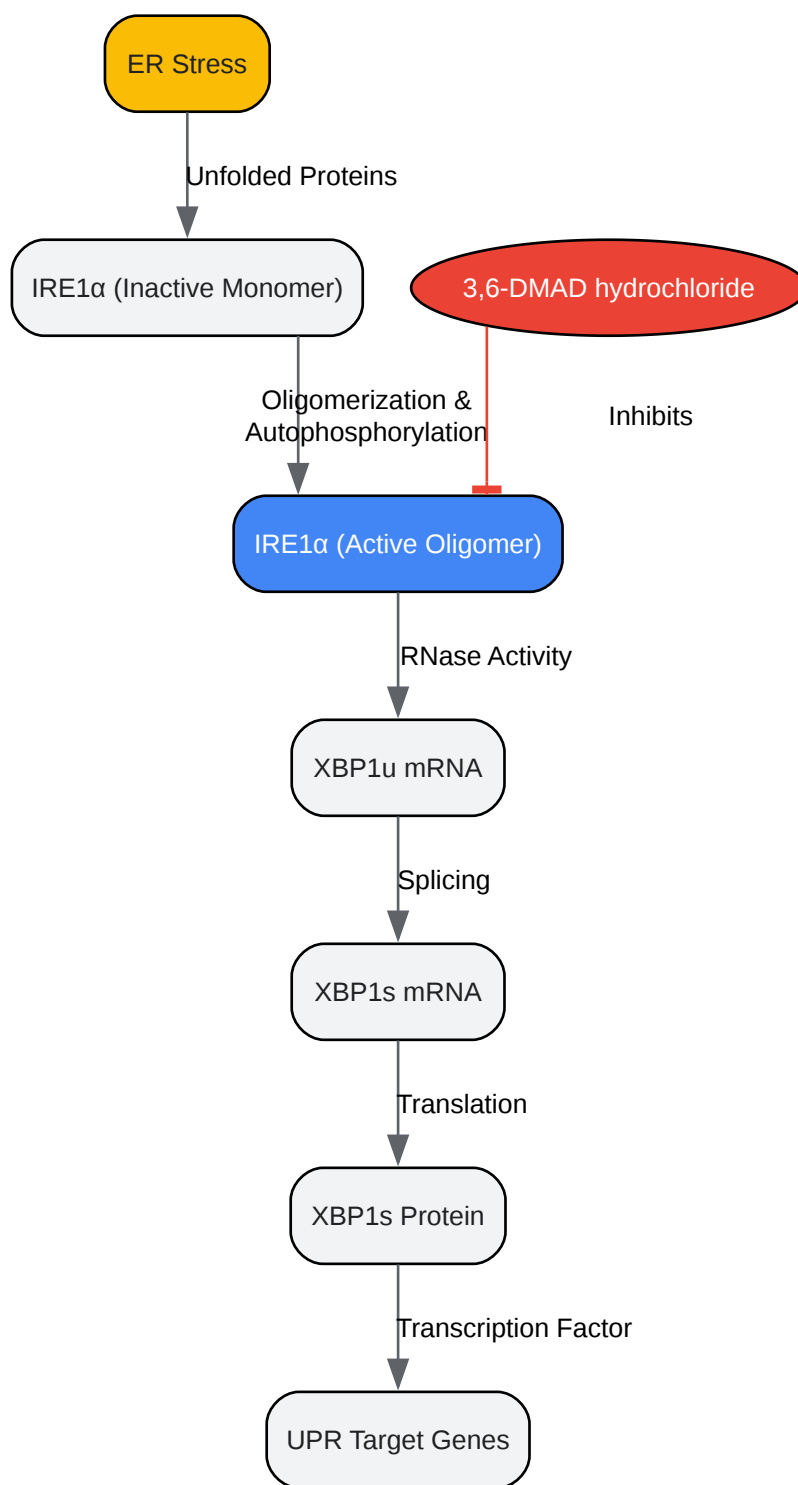 ER Stress
Unfolded Proteins
IRE1α (Inactive Monomer)
3,6-DMAD hydrochloride
Oligomerization &
Autophosphorylation
Inhibits
IRE1α (Active Oligomer)
RNase Activity
XBP1u mRNA
Splicing
XBP1s mRNA
Translation
XBP1s Protein
Transcription Factor
UPR Target Genes